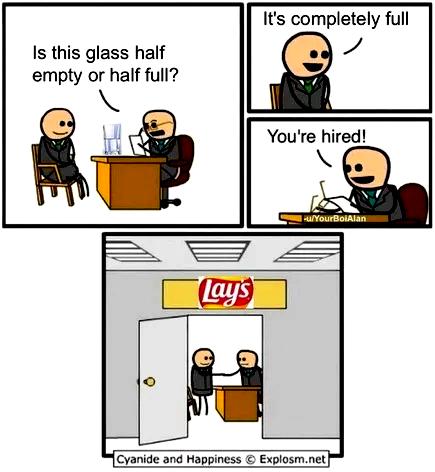 Is this glass half
empty or half full?
It's completely full
You're hired!
-u/YourBoiAlan
Lay's
Cyanide and Happiness © Explosm.net